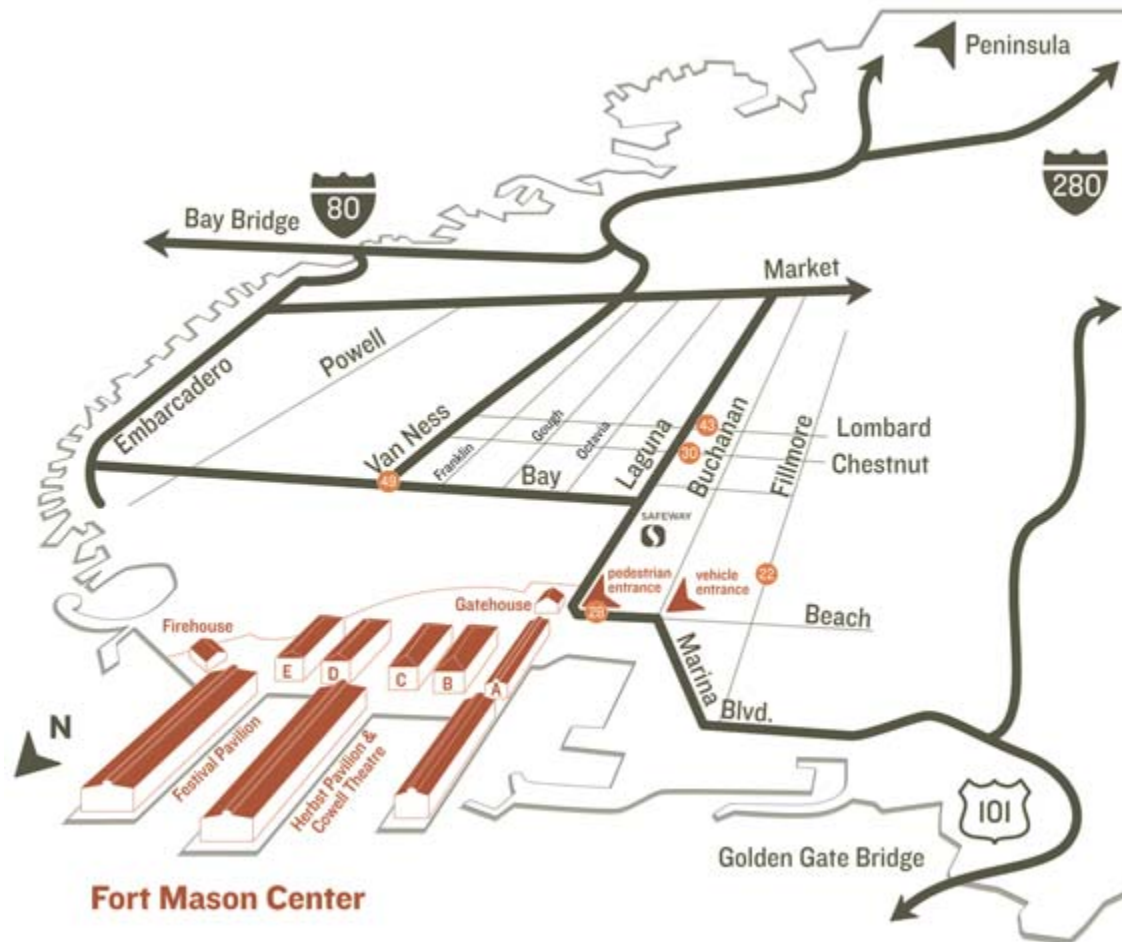 Peninsula
280
80
Bay Bridge
Market
Embarcadero
Powell
Van Ness
Franklin
Gough
Octavia
Laguna
Buchanan
Fillmore
43
Lombard
30
Chestnut
49
Bay
SAFEWAY
pedestrian
entrance
vehicle
entrance
22
28
Beach
Gatehouse
Firehouse
E
D
C
B
A
Marina
Blvd.
N
Festival Pavilion
Herbst Pavilion &
Cowell Theatre
101
Golden Gate Bridge
Fort Mason Center